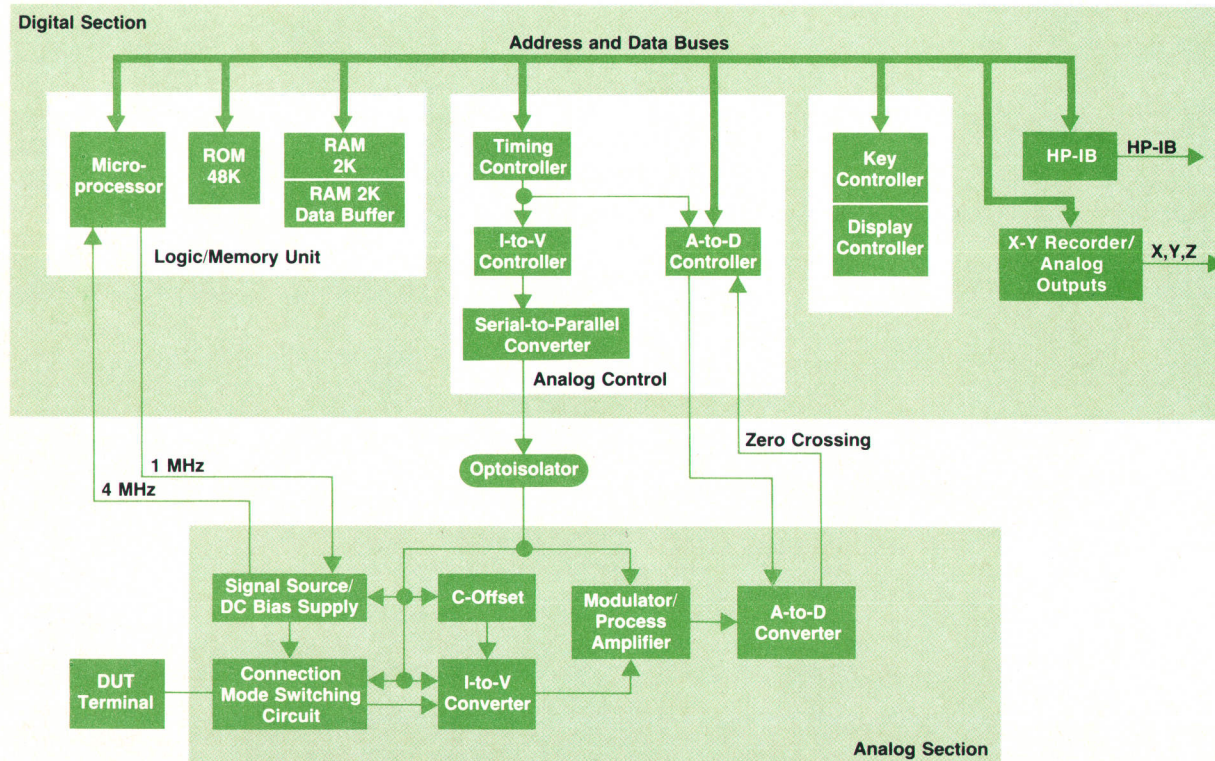 Digital Section
Address and Data Buses
Micro-
processor
ROM
48K
RAM
2K
RAM 2K
Data Buffer
Logic/Memory Unit
Timing
Controller
I-to-V
Controller
A-to-D
Controller
Serial-to-Parallel
Converter
Analog Control
Key
Controller
Display
Controller
HP-IB
HP-IB
X-Y Recorder/
Analog
Outputs
X,Y,Z
1 MHz
4 MHz
Optoisolator
Zero Crossing
Signal Source/
DC Bias Supply
C-Offset
Modulator/
Process
Amplifier
A-to-D
Converter
DUT
Terminal
Connection
Mode Switching
Circuit
I-to-V
Converter
Analog Section